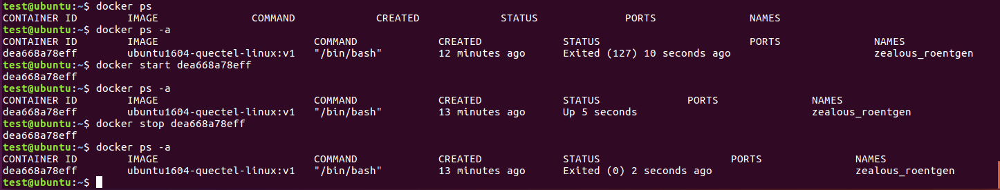 test@ubuntu:~$ docker ps
CONTAINER ID        IMAGE               COMMAND             CREATED             STATUS              PORTS               NAMES
test@ubuntu:~$ docker ps -a
CONTAINER ID        IMAGE                         COMMAND             CREATED             STATUS                        PORTS               NAMES
dea668a78eff        ubuntu1604-quectel-linux:v1   "/bin/bash"         12 minutes ago      Exited (127) 10 seconds ago                       zealous_roentgen
test@ubuntu:~$ docker start dea668a78eff
dea668a78eff
test@ubuntu:~$ docker ps -a
CONTAINER ID        IMAGE                         COMMAND             CREATED             STATUS              PORTS               NAMES
dea668a78eff        ubuntu1604-quectel-linux:v1   "/bin/bash"         13 minutes ago      Up 5 seconds                            zealous_roentgen
test@ubuntu:~$ docker stop dea668a78eff
dea668a78eff
test@ubuntu:~$ docker ps -a
CONTAINER ID        IMAGE                         COMMAND             CREATED             STATUS                     PORTS               NAMES
dea668a78eff        ubuntu1604-quectel-linux:v1   "/bin/bash"         13 minutes ago      Exited (0) 2 seconds ago                       zealous_roentgen
test@ubuntu:~$